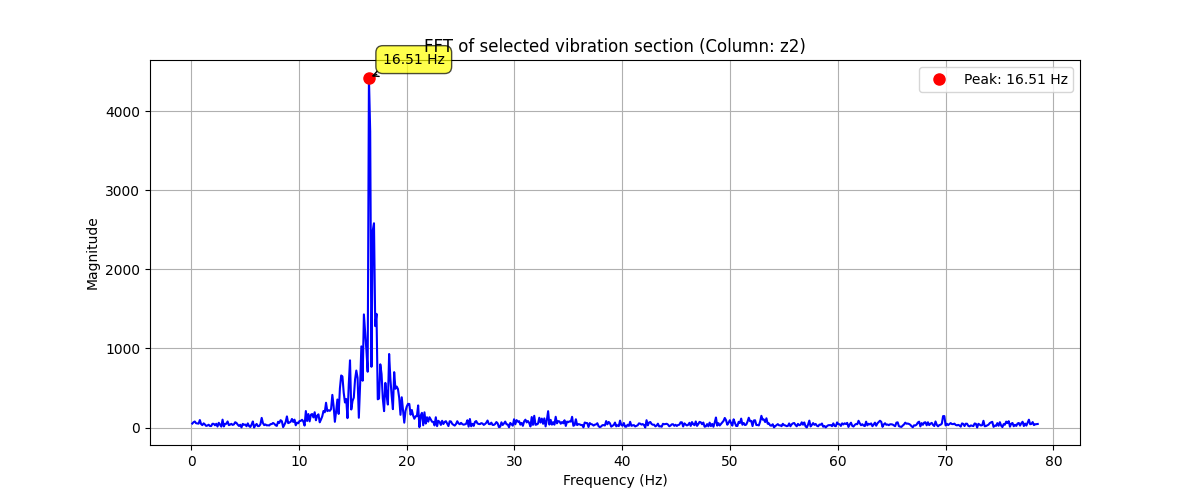 FFT of selected vibration section (Column: z2)
16.51 Hz
Peak: 16.51 Hz
Magnitude
4000
3000
2000
1000
0
0 10 20 30 40 50 60 70 80
Frequency (Hz)